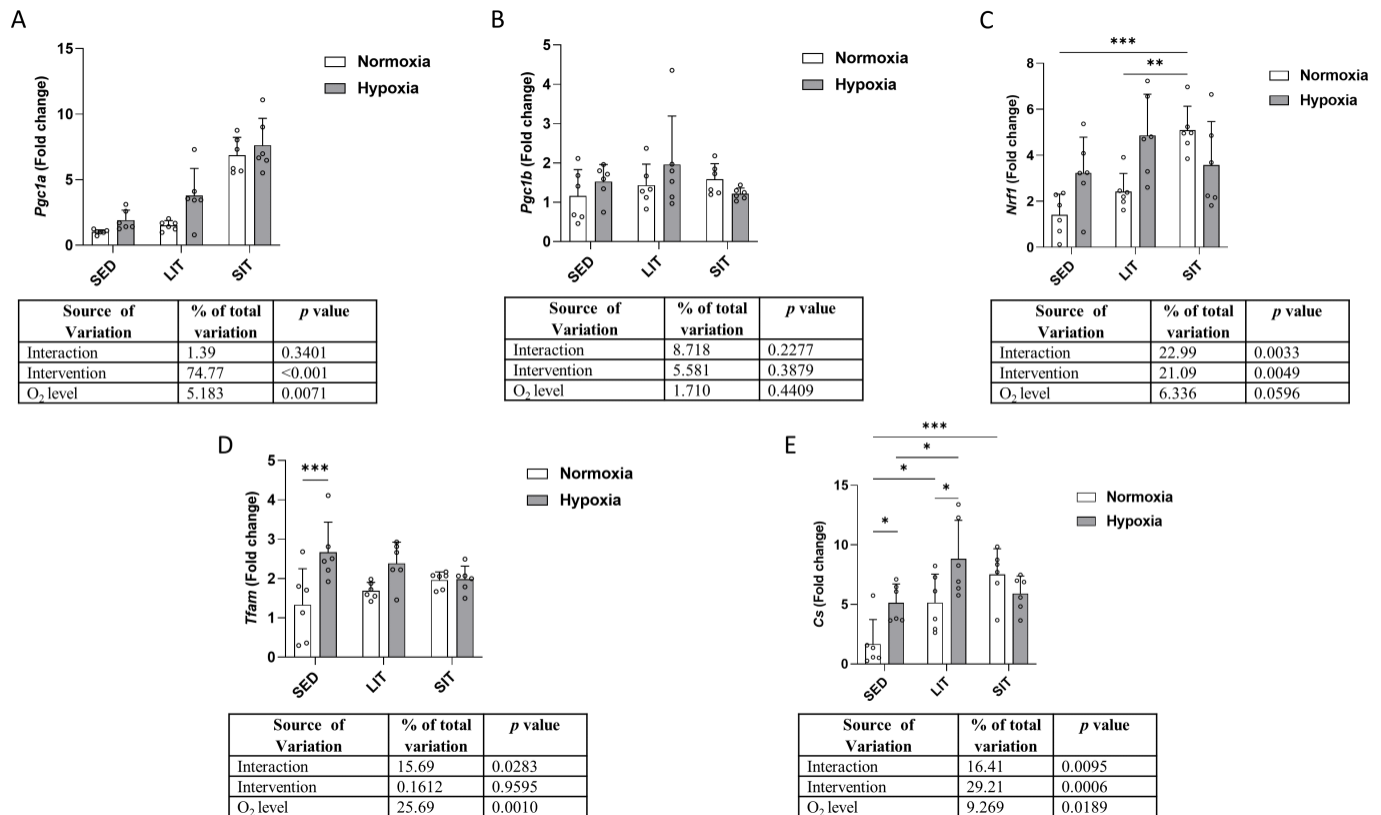 A
15
10
5
0
Pgc1a (Fold change)
SED
LIT
SIT
Normoxia
Hypoxia
Source of Variation % of total variation p value
Interaction 1.39 0.3401
Intervention 74.77 <0.001
O2 level 5.183 0.0071
B
5
4
3
2
1
0
Pgc1b (Fold change)
SED
LIT
SIT
Normoxia
Hypoxia
Source of Variation % of total variation p value
Interaction 8.718 0.2277
Intervention 5.581 0.3879
O2 level 1.710 0.4409
C
***
**
8
6
4
2
0
Nrf1 (Fold change)
SED
LIT
SIT
Normoxia
Hypoxia
Source of Variation % of total variation p value
Interaction 22.99 0.0033
Intervention 21.09 0.0049
O2 level 6.336 0.0596
D
***
5
4
3
2
1
0
Tfam (Fold change)
SED
LIT
SIT
Normoxia
Hypoxia
Source of Variation % of total variation p value
Interaction 15.69 0.0283
Intervention 0.1612 0.9595
O2 level 25.69 0.0010
E
***
*
*
*
*
15
10
5
0
Cs (Fold change)
SED
LIT
SIT
Normoxia
Hypoxia
Source of Variation % of total variation p value
Interaction 16.41 0.0095
Intervention 29.21 0.0006
O2 level 9.269 0.0189